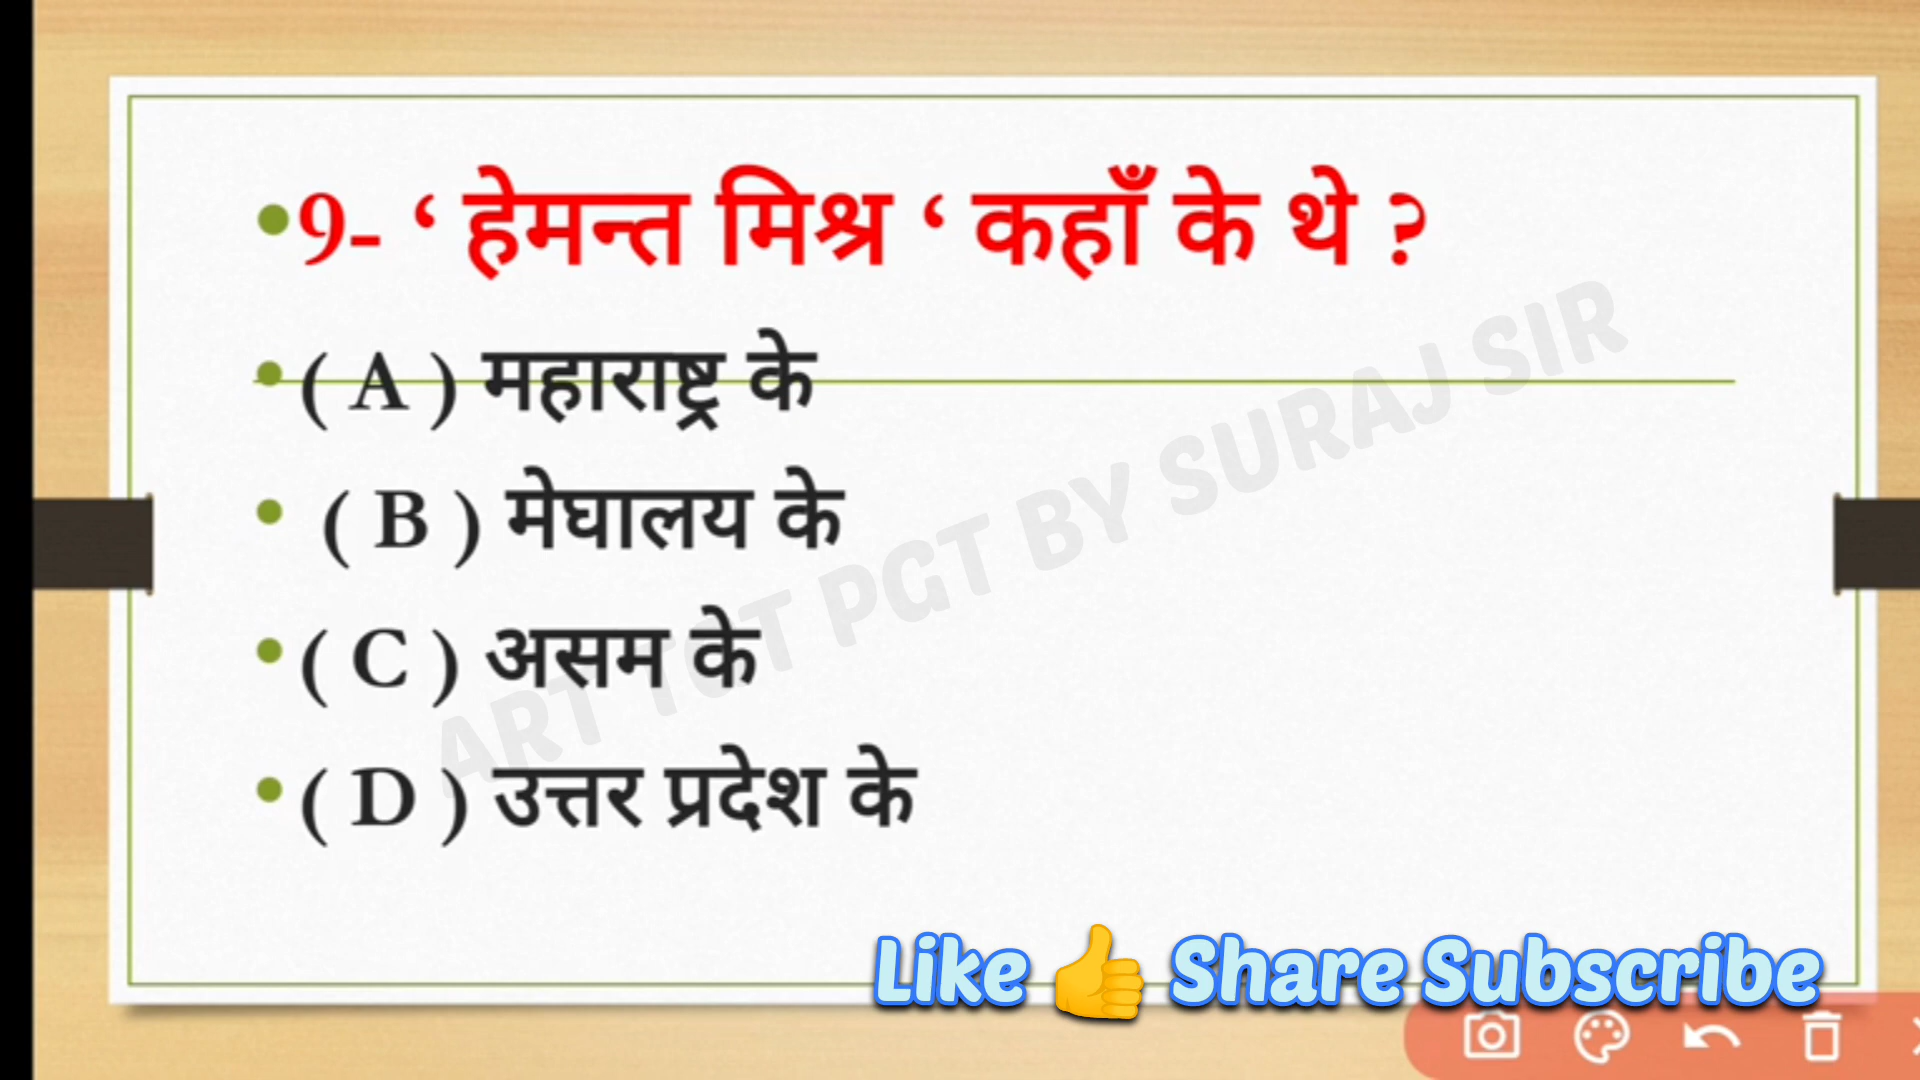 •9- ‘ हेमन्त मिश्र ‘ कहाँ के थे ?
•( A ) महाराष्ट्र के
• ( B ) मेघालय के
•( C ) असम के
•( D ) उत्तर प्रदेश के
ART TGT PGT BY SURAJ SIR
Like 👍 Share Subscribe